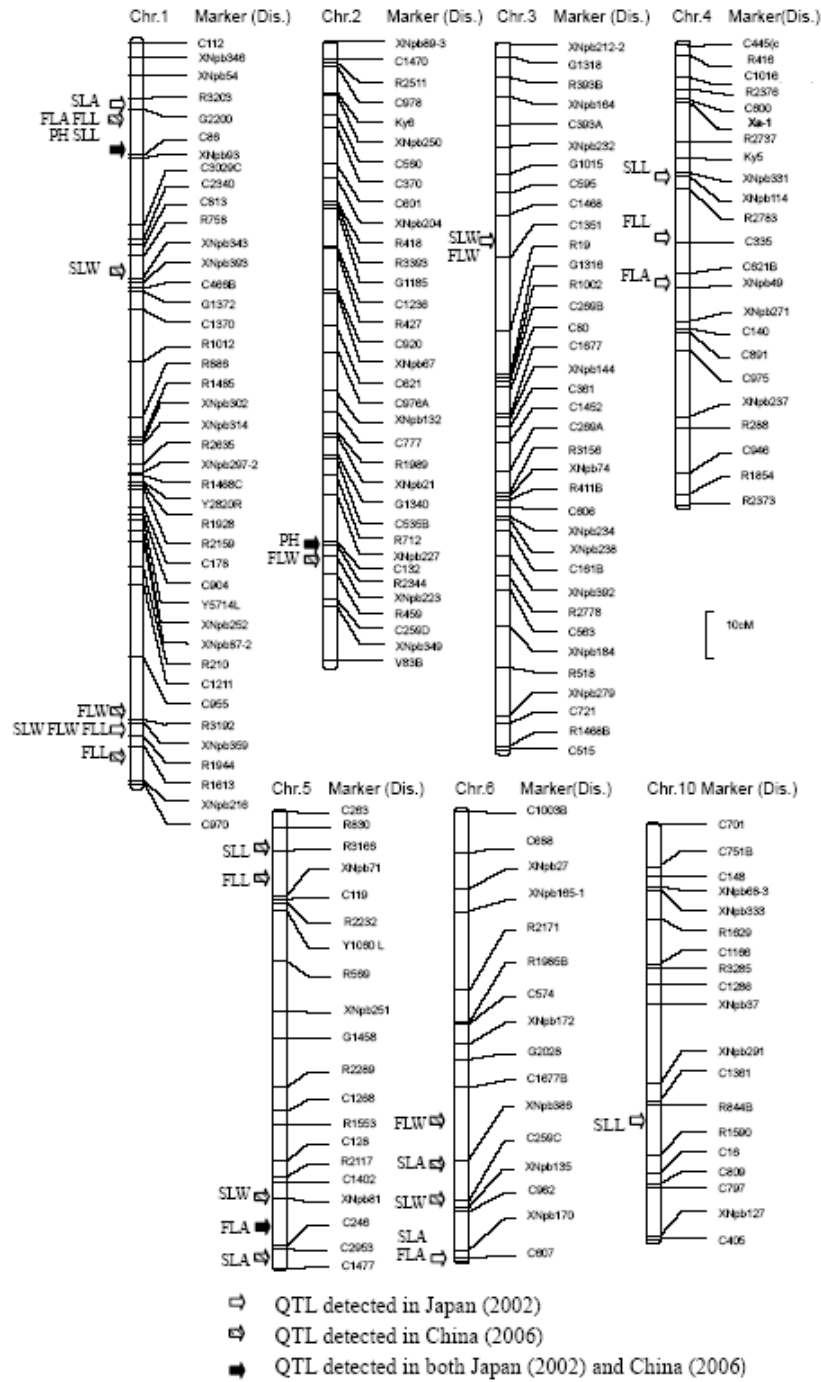 Chr.1 Marker (Dis.)
C112
XNpb346
XNpb54
R3203
G2200
C86
XNpb93
C3029C
C2340
C813
R758
XNpb343
XNpb393
C466B
G1372
C1370
R1012
R886
R1485
XNpb302
XNpb314
R2635
XNpb297-2
R1468C
Y2820R
R1928
R2159
C178
C904
Y5714L
XNpb252
XNpb87-2
R210
C1211
C955
R3192
XNpb359
R1944
R1613
XNpb216
C970
SLA
FLA FLL
PH SLL
SLW
FLW
SLW FLW FLL
FLL
Chr.2 Marker (Dis.)
XNpb89-3
C1470
R2511
C978
Ky6
XNpb250
C560
C370
C601
XNpb204
R418
R3393
G1185
C1236
R427
C920
XNpb67
C621
C976A
XNpb132
C777
R1989
XNpb21
G1340
C535B
R712
XNpb227
C132
R2344
XNpb223
R459
C259D
XNpb349
V83B
PH
FLW
Chr.3 Marker (Dis.)
XNpb212-2
G1318
R393B
XNpb164
C393A
XNpb232
G1015
C595
C1468
C1351
R19
G1316
R1002
C269B
C80
C1677
XNpb144
C361
C1452
C269A
R3156
XNpb74
R411B
C606
XNpb234
XNpb238
C161B
XNpb392
R2778
C563
XNpb184
R518
XNpb279
C721
R1468B
C515
SLW
FLW
Chr.4 Marker(Dis)
C445(c
R416
C1016
R2376
C600
Xa-1
R2737
Ky5
XNpb331
XNpb114
R2783
C335
C621B
XNpb49
XNpb271
C140
C891
C975
XNpb237
R288
C946
R1854
R2373
SLL
FLL
FLA
10cM
Chr.5 Marker (Dis.)
C263
R830
R3166
XNpb71
C119
R2232
Y1060 L
R569
XNpb251
G1458
R2289
C1268
R1553
C128
R2117
C1402
XNpb81
C246
C2953
C1477
SLL
FLL
SLW
FLA
SLA
Chr.6 Marker(Dis.)
C1003B
C688
XNpb27
XNpb165-1
R2171
R1985B
C574
XNpb172
G2028
C1677B
XNpb386
C259C
XNpb135
C962
XNpb170
C607
FLW
SLA
SLW
SLA
FLA
Chr.10 Marker (Dis.)
C701
C751B
C148
XNpb68-3
XNpb333
R1629
C1166
R3285
C1286
XNpb37
XNpb291
C1361
R844B
R1590
C16
C809
C797
XNpb127
C405
SLL
QTL detected in Japan (2002)
QTL detected in China (2006)
QTL detected in both Japan (2002) and China (2006)